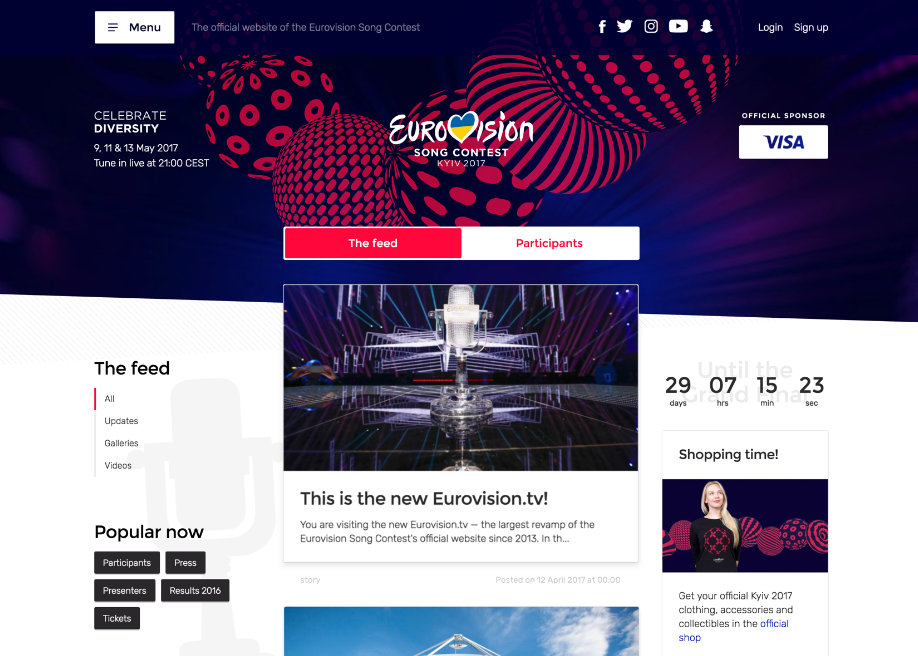 Menu
The official website of the Eurovision Song Contest
Login
Sign up
CELEBRATE
DIVERSITY
9, 11 & 13 May 2017
Tune in live at 21:00 CEST
EUROVISION
SONG CONTEST
KYIV 2017
OFFICIAL SPONSOR
VISA
The feed
Participants
The feed
All
Updates
Galleries
Videos
Popular now
Participants
Press
Presenters
Results 2016
Tickets
This is the new Eurovision.tv!
You are visiting the new Eurovision.tv — the largest revamp of the
Eurovision Song Contest's official website since 2013. In th...
story
Posted on 12 April 2017 at 00:00
Until the
Grand Final
29 07 15 23
days hrs min sec
Shopping time!
Get your official Kyiv 2017
clothing, accessories and
collectibles in the official
shop